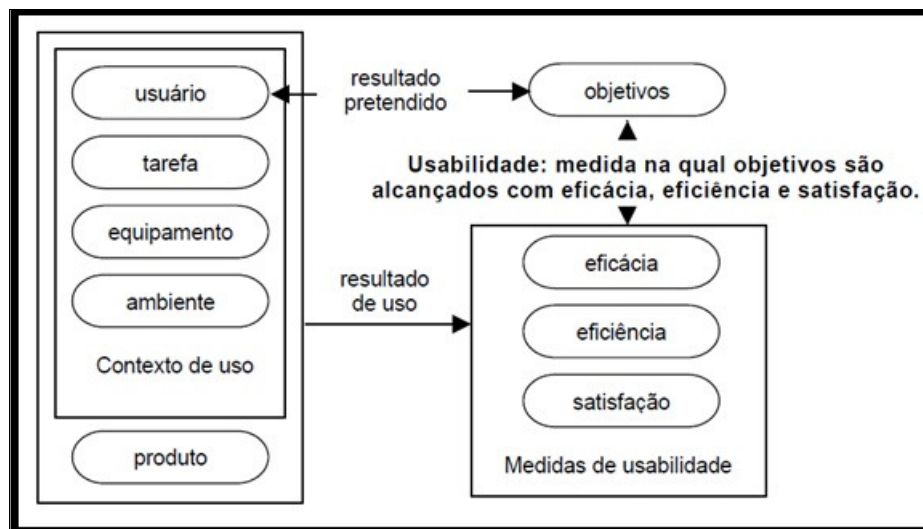 usuário
tarefa
equipamento
ambiente
Contexto de uso
produto
resultado
pretendido
objetivos
Usabilidade: medida na qual objetivos são
alcançados com eficácia, eficiência e satisfação.
resultado
de uso
eficácia
eficiência
satisfação
Medidas de usabilidade